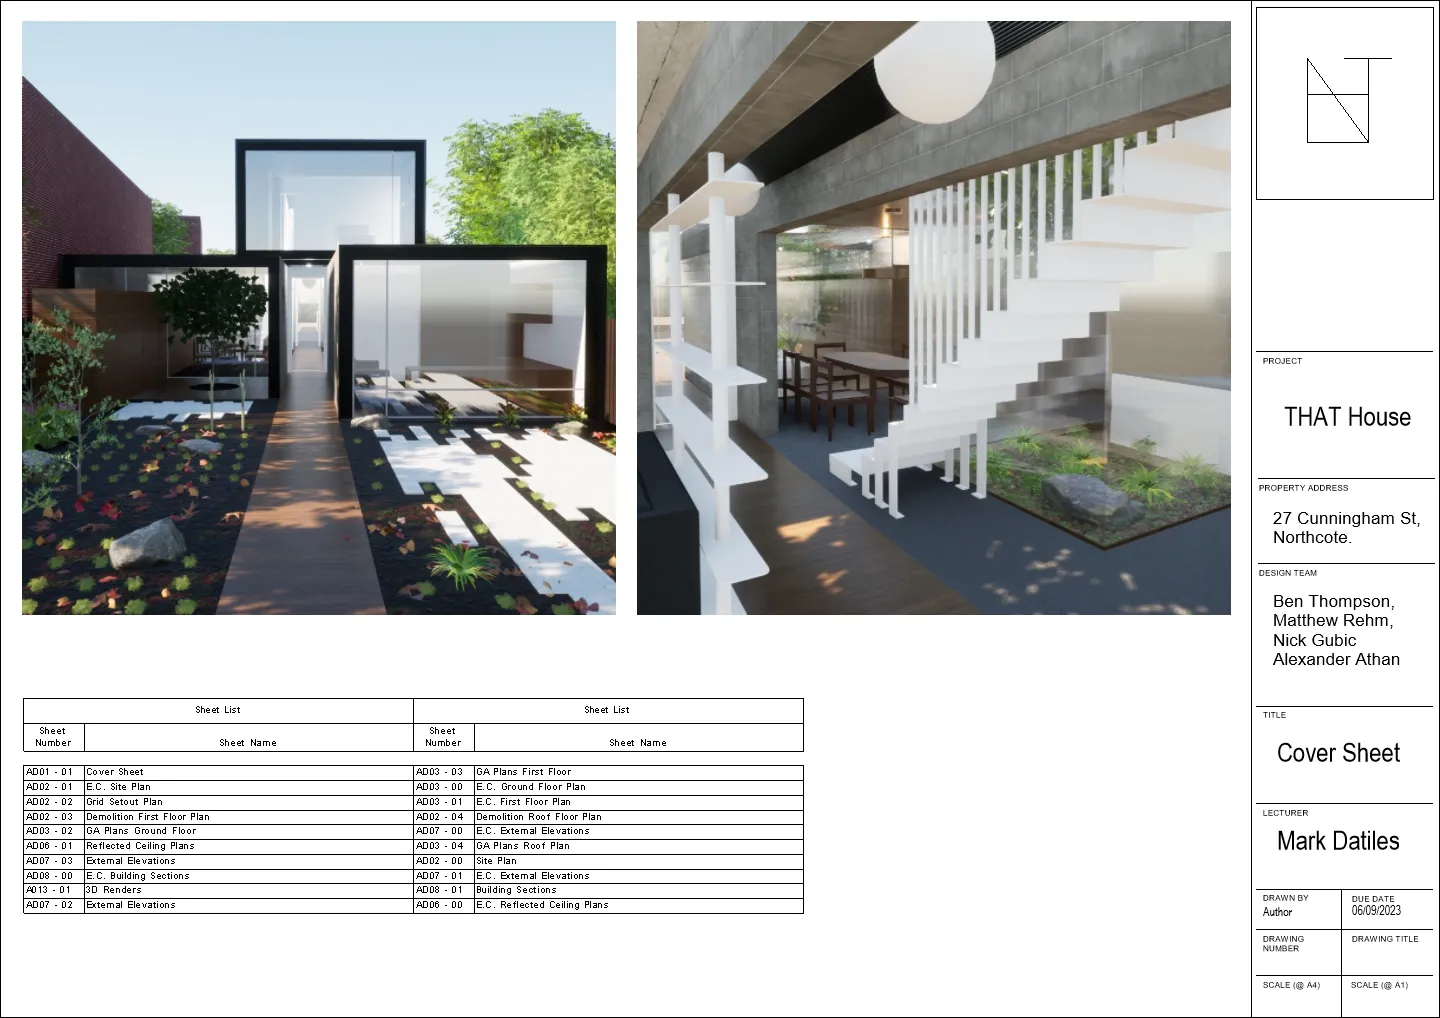 Sheet List
Sheet List
Sheet Number
Sheet Name
Sheet Number
Sheet Name
AD01 - 01 Cover Sheet AD03 - 03 GA Plans First Floor
AD02 - 01 E.C. Site Plan AD03 - 00 E.C. Ground Floor Plan
AD02 - 02 Grid Setout Plan AD03 - 01 E.C. First Floor Plan
AD02 - 03 Demolition First Floor Plan AD02 - 04 Demolition Roof Floor Plan
AD03 - 02 GA Plans Ground Floor AD07 - 00 E.C. External Elevations
AD06 - 01 Reflected Ceiling Plans AD03 - 04 GA Plans Roof Plan
AD07 - 03 External Elevations AD02 - 00 Site Plan
AD08 - 00 E.C. Building Sections AD07 - 01 E.C. External Elevations
A013 - 01 3D Renders AD08 - 01 Building Sections
AD07 - 02 External Elevations AD06 - 00 E.C. Reflected Ceiling Plans
PROJECT
THAT House
PROPERTY ADDRESS
27 Cunningham St,
Northcote.
DESIGN TEAM
Ben Thompson,
Matthew Rehm,
Nick Gubic
Alexander Athan
TITLE
Cover Sheet
LECTURER
Mark Datiles
DRAWN BY
Author
DUE DATE
06/09/2023
DRAWING
NUMBER
DRAWING TITLE
SCALE (@ A4)
SCALE (@ A1)